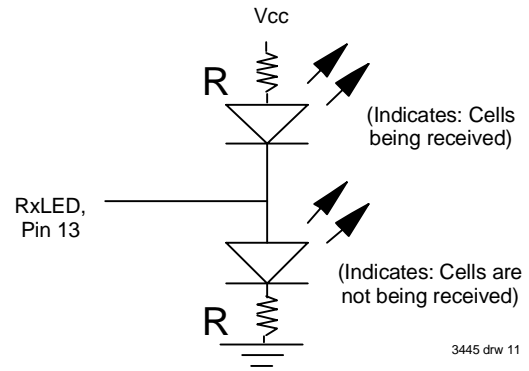 Vcc
R
(Indicates: Cells
being received)
RxLED,
Pin 13
(Indicates: Cells are
not being received)
R
3445 drw 11